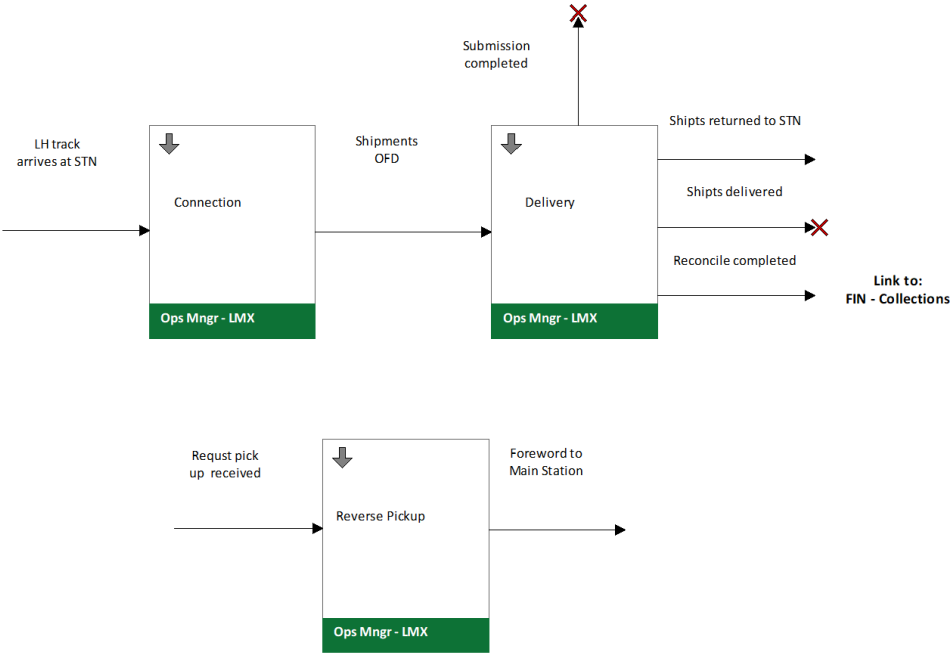 Submission
completed
LH track
arrives at STN
Connection
Ops Mngr - LMX
Shipments
OFD
Delivery
Ops Mngr - LMX
Shipts returned to STN
Shipts delivered
Reconcile completed
Link to:
FIN - Collections
Requst pick
up  received
Reverse Pickup
Ops Mngr - LMX
Foreword to
Main Station